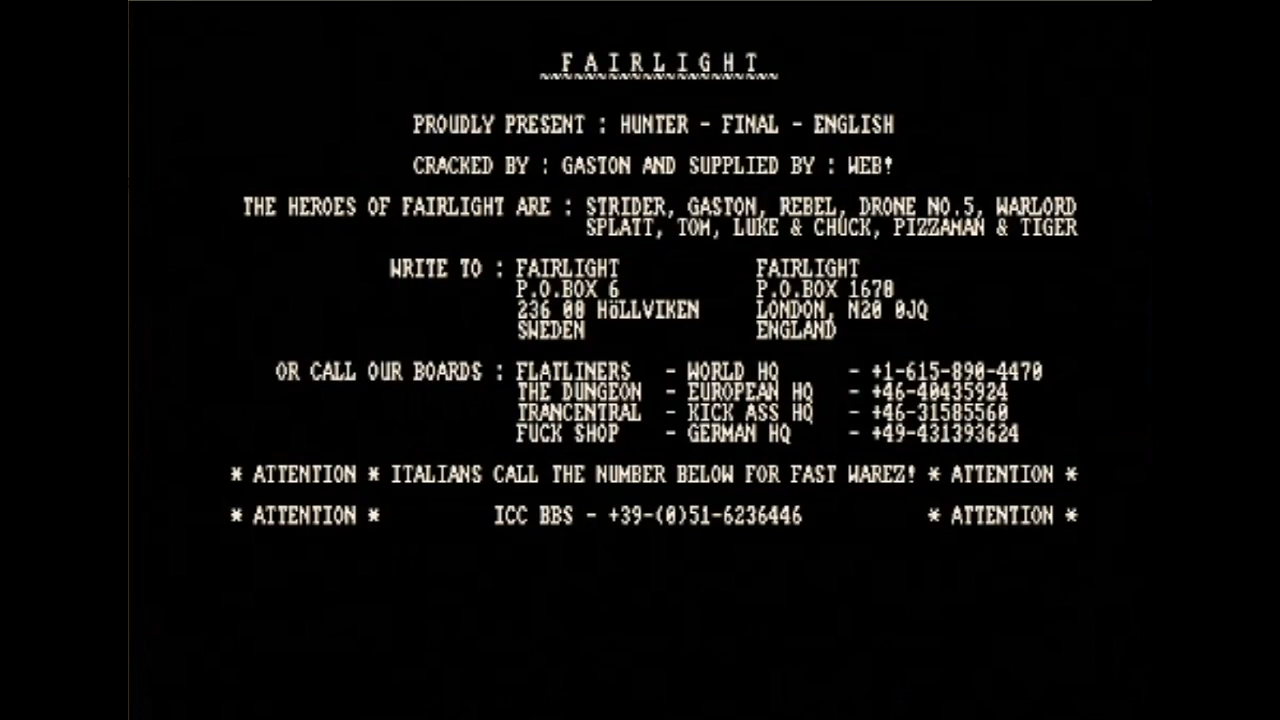 F A I R L I G H T
~~~~~~~~~~~~~~~~~~~~~
PROUDLY PRESENT : HUNTER - FINAL - ENGLISH
CRACKED BY : GASTON AND SUPPLIED BY : WEB!
THE HEROES OF FAIRLIGHT ARE : STRIDER, GASTON, REBEL, DRONE NO.5, WARLORD
SPLATT, TOM, LUKE & CHUCK, PIZZAMAN & TIGER
WRITE TO : FAIRLIGHT FAIRLIGHT
P.O.BOX 6 P.O.BOX 1670
236 00 HöLLVIKEN LONDON, N20 0JQ
SWEDEN ENGLAND
OR CALL OUR BOARDS : FLATLINERS - WORLD HQ - +1-615-890-4470
THE DUNGEON - EUROPEAN HQ - +46-40435924
TRANCENTRAL - KICK ASS HQ - +46-31585560
FUCK SHOP - GERMAN HQ - +49-431393624
* ATTENTION * ITALIANS CALL THE NUMBER BELOW FOR FAST WAREZ! * ATTENTION *
* ATTENTION * ICC BBS - +39-(0)51-6236446 * ATTENTION *